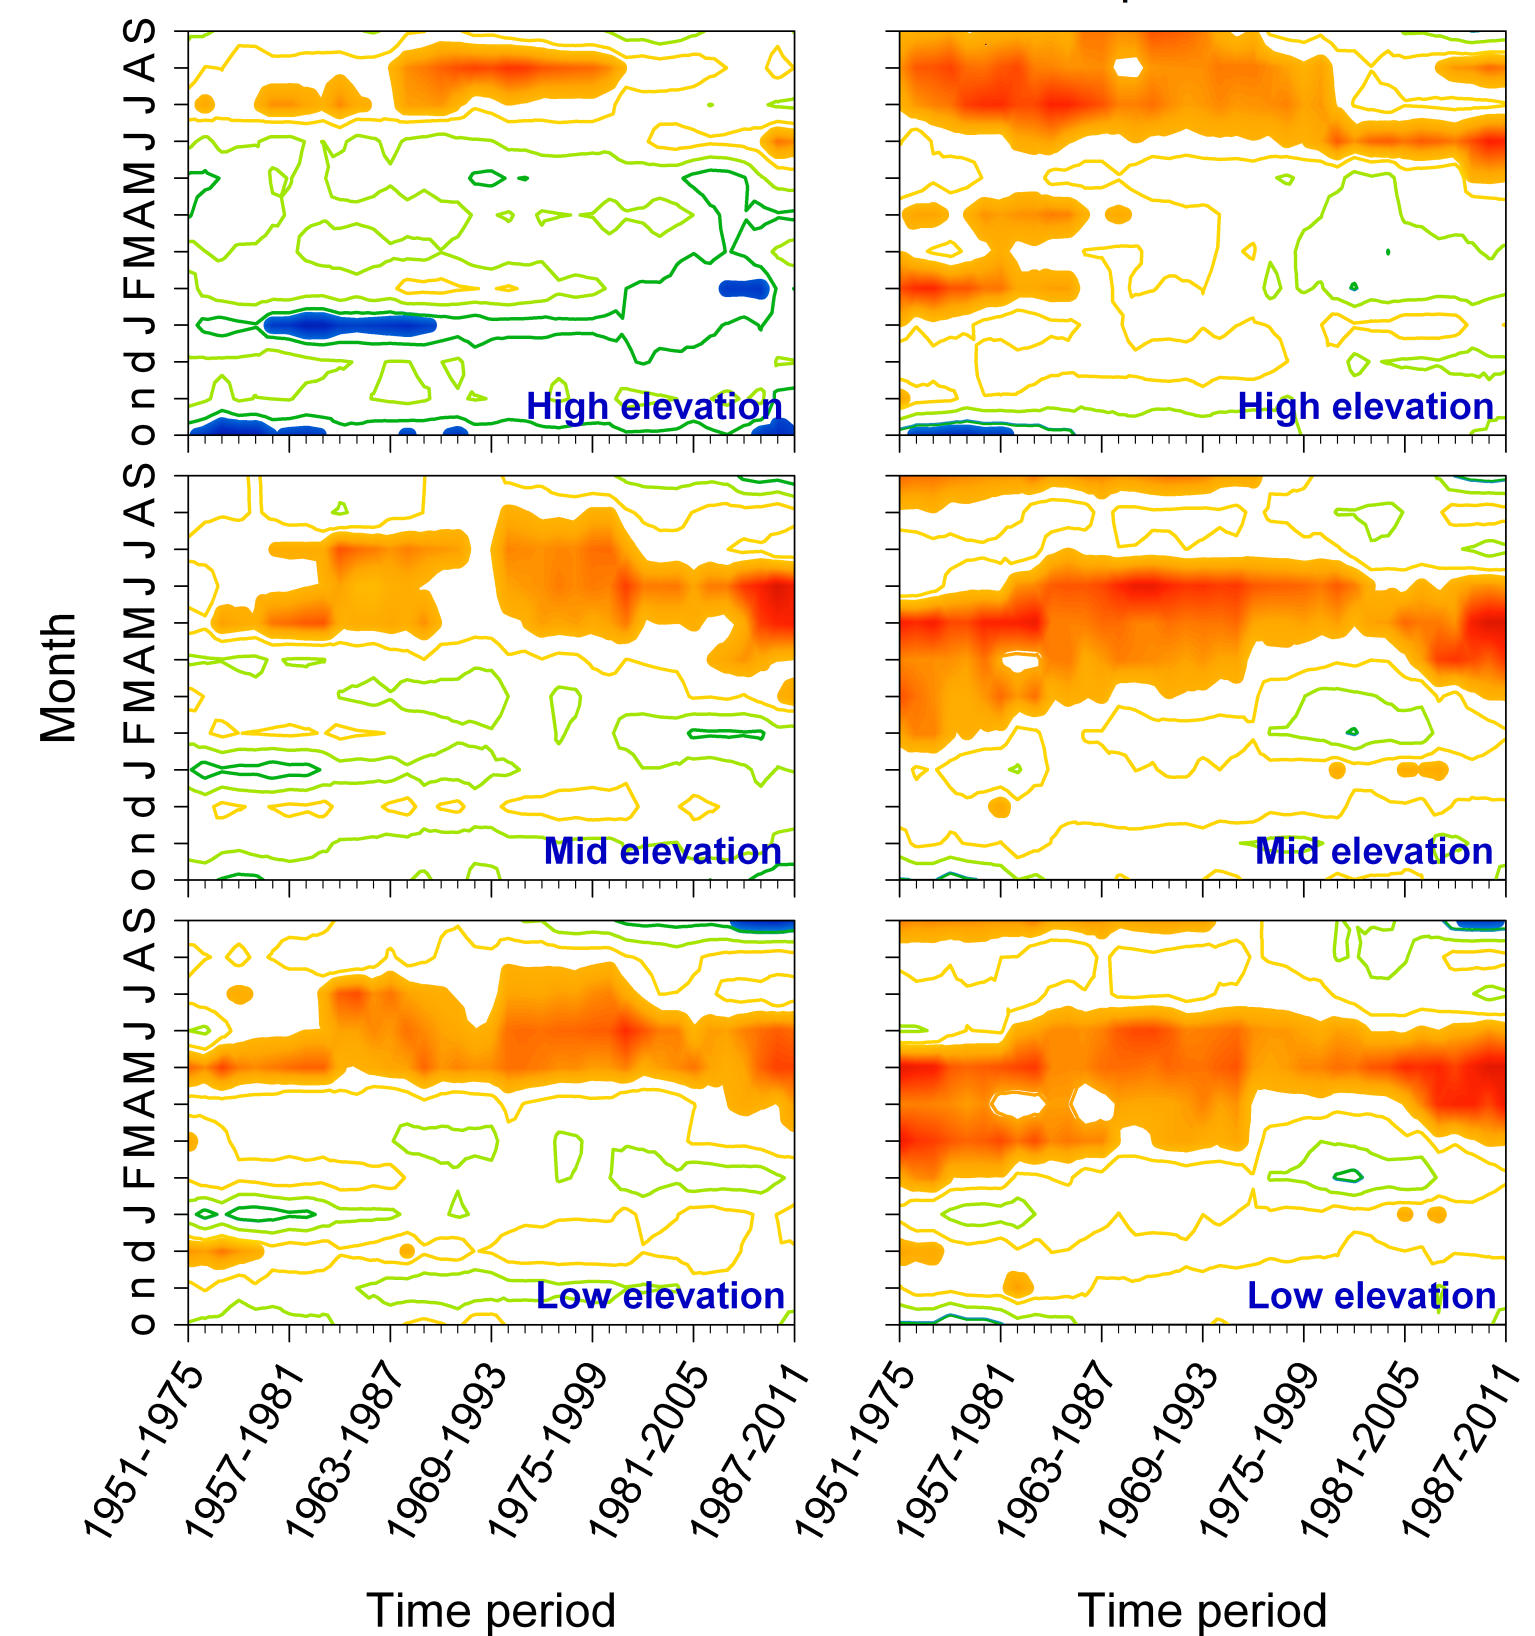 S
A
J
J
M
A
M
F
J
d
n
o
High elevation
High elevation
S
A
J
J
M
A
M
F
J
d
n
o
Mid elevation
Mid elevation
Month
S
A
J
J
M
A
M
F
J
d
n
o
Low elevation
Low elevation
1951-1975
1957-1981
1963-1987
1969-1993
1975-1999
1981-2005
1987-2011
1951-1975
1957-1981
1963-1987
1969-1993
1975-1999
1981-2005
1987-2011
Time period
Time period